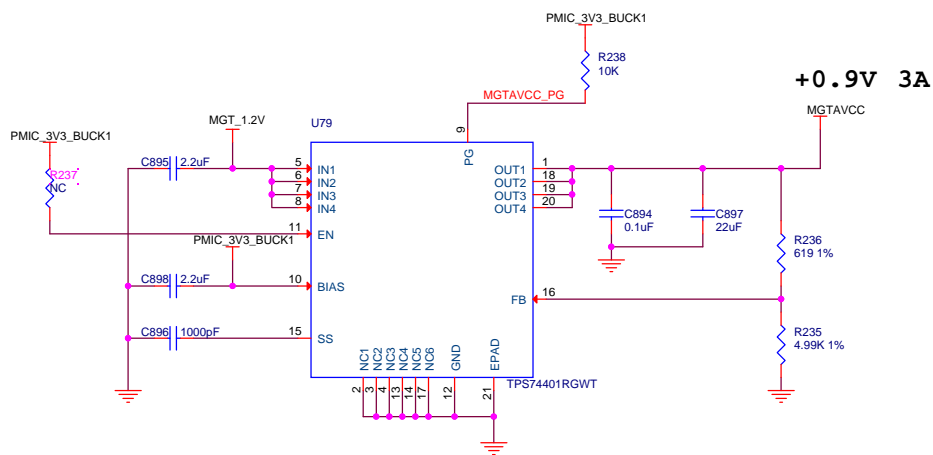 PMIC_3V3_BUCK1
R238
10K
+0.9V 3A
MGTAVCC_PG
MGTAVCC
MGT_1.2V
U79
9
PG
PMIC_3V3_BUCK1
C895 2.2uF
5 IN1
6 IN2
7 IN3
8 IN4
OUT1 1
OUT2 18
OUT3 19
OUT4 20
R237
NC
C894
0.1uF
C897
22uF
11 EN
PMIC_3V3_BUCK1
R236
619 1%
C898 2.2uF
10 BIAS
FB 16
C896 1000pF
15 SS
R235
4.99K 1%
NC1
NC2
NC3
NC4
NC5
NC6
GND
EPAD
TPS74401RGWT
2
3
4
13
14
15
17
12
21